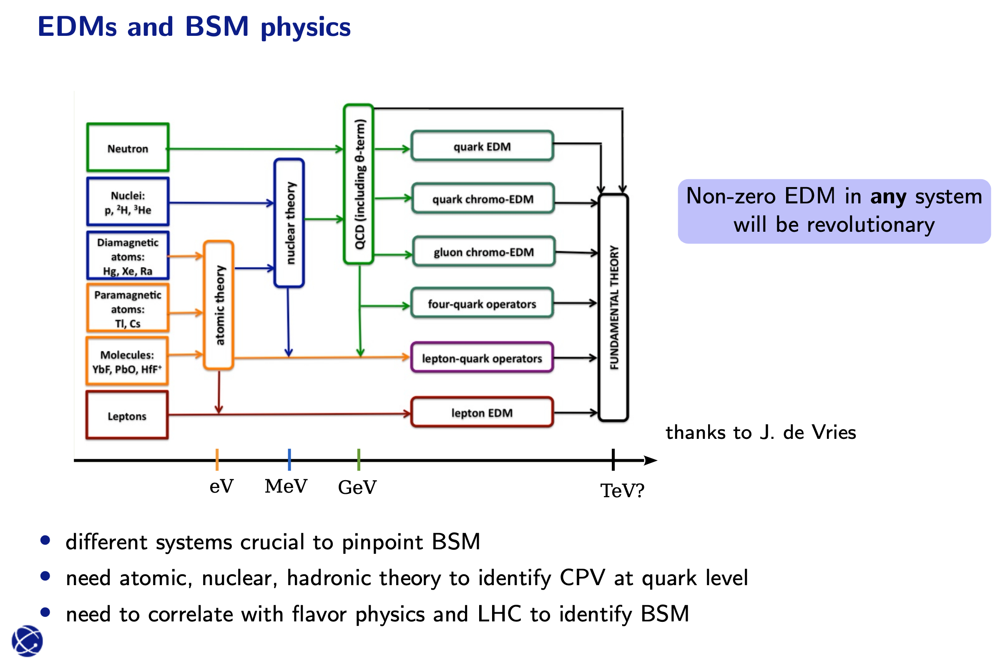 EDMs and BSM physics
Neutron
Nuclei:
p, ²H, ³He
Diamagnetic
atoms:
Hg, Xe, Ra
Paramagnetic
atoms:
Tl, Cs
Molecules:
YbF, PbO, HfF⁺
Leptons
atomic theory
nuclear theory
QCD (including θ-term)
quark EDM
quark chromo-EDM
gluon chromo-EDM
four-quark operators
lepton-quark operators
lepton EDM
FUNDAMENTAL THEORY
Non-zero EDM in any system
will be revolutionary
thanks to J. de Vries
eV
MeV
GeV
TeV?
• different systems crucial to pinpoint BSM
• need atomic, nuclear, hadronic theory to identify CPV at quark level
• need to correlate with flavor physics and LHC to identify BSM